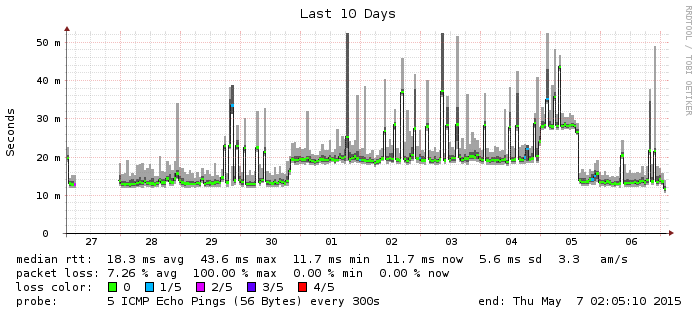 Last 10 Days
RRDTOOL / TOBI OETIKER
Seconds
50 m
40 m
30 m
20 m
10 m
0
27 28 29 30 01 02 03 04 05 06
median rtt: 18.3 ms avg 43.6 ms max 11.7 ms min 11.7 ms now 5.6 ms sd 3.3 am/s
packet loss: 7.26 % avg 100.00 % max 0.00 % min 0.00 % now
loss color: 0 1/5 2/5 3/5 4/5
probe: 5 ICMP Echo Pings (56 Bytes) every 300s end: Thu May 7 02:05:10 2015